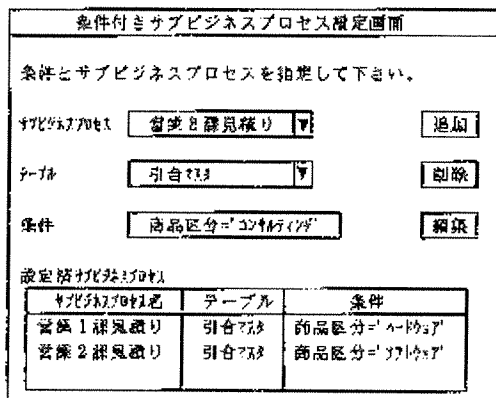 条件付きサブビジネスプロセス設定画面
条件とサブビジネスプロセスを指定して下さい。
サブビジネスプロセス 営業2課見積り ▼ 追加
テーブル 引合マスタ ▼ 削除
条件 商品区分='コンサルティング' 編集
設定済サブビジネスプロセス
サブビジネスプロセス名 テーブル 条件
営業1課見積り 引合マスタ 商品区分='ハードウェア'
営業2課見積り 引合マスタ 商品区分='ソフトウェア'